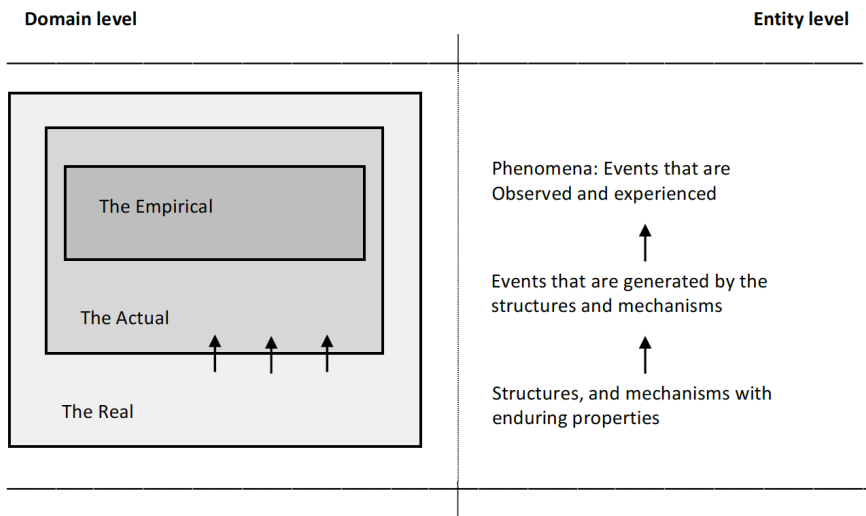 Domain level
Entity level
The Empirical
The Actual
The Real
Phenomena: Events that are
Observed and experienced
Events that are generated by the
structures and mechanisms
Structures, and mechanisms with
enduring properties